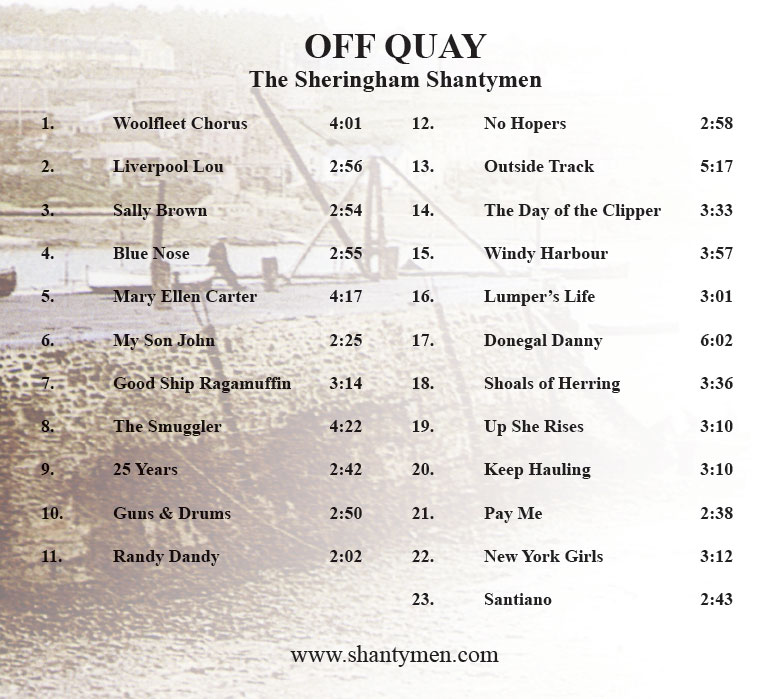 OFF QUAY
The Sheringham Shantymen
1. Woolfleet Chorus 4:01
2. Liverpool Lou 2:56
3. Sally Brown 2:54
4. Blue Nose 2:55
5. Mary Ellen Carter 4:17
6. My Son John 2:25
7. Good Ship Ragamuffin 3:14
8. The Smuggler 4:22
9. 25 Years 2:42
10. Guns & Drums 2:50
11. Randy Dandy 2:02
12. No Hopers 2:58
13. Outside Track 5:17
14. The Day of the Clipper 3:33
15. Windy Harbour 3:57
16. Lumper’s Life 3:01
17. Donegal Danny 6:02
18. Shoals of Herring 3:36
19. Up She Rises 3:10
20. Keep Hauling 3:10
21. Pay Me 2:38
22. New York Girls 3:12
23. Santiano 2:43
www.shantymen.com